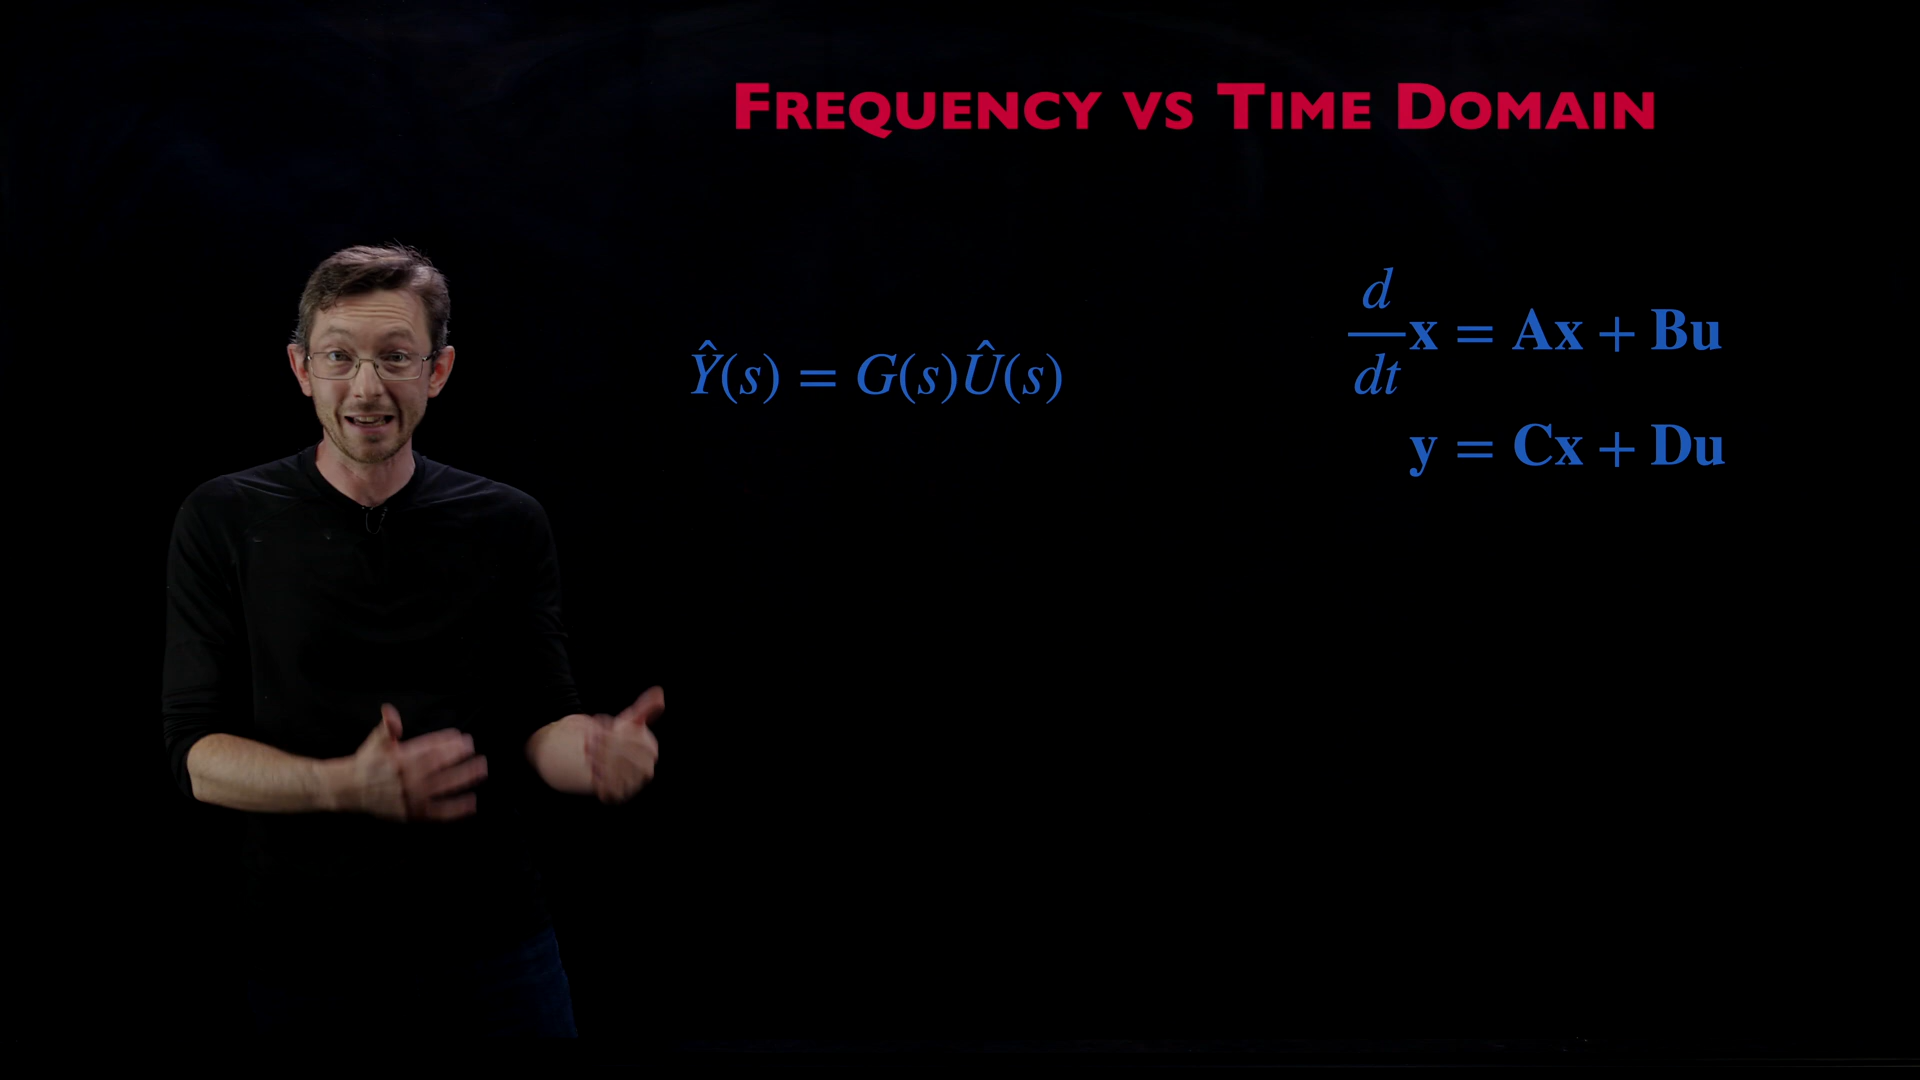 FREQUENCY VS TIME DOMAIN
Ŷ(s) = G(s)Û(s)
d/dt x = Ax + Bu
y = Cx + Du